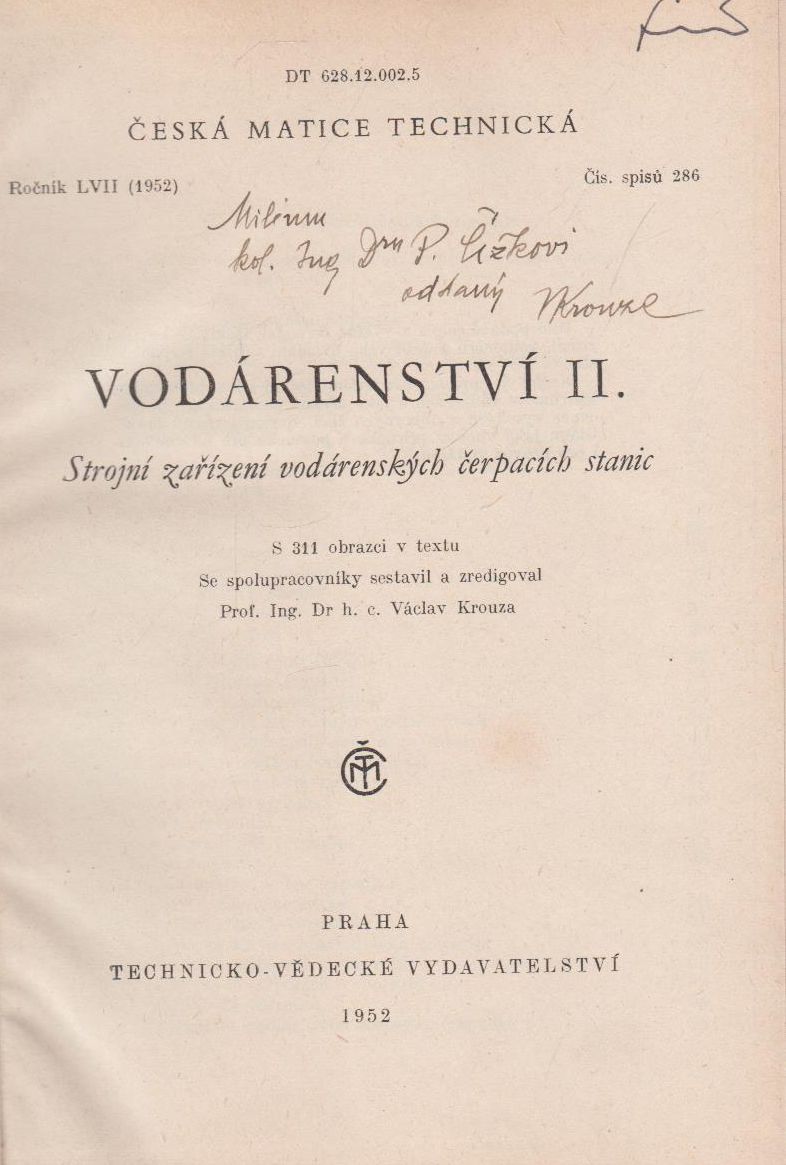 DT 628.12.002.5
ČESKÁ MATICE TECHNICKÁ
Ročník LVII (1952)
Čís. spisů 286
Milému
kol. Ing Dru P. Čížkovi
oddaný VKrouza
VODÁRENSTVÍ II.
Strojní zařízení vodárenských čerpacích stanic
S 311 obrazci v textu
Se spolupracovníky sestavil a zredigoval
Prof. Ing. Dr h. c. Václav Krouza
ČMT
PRAHA
TECHNICKO-VĚDECKÉ VYDAVATELSTVÍ
1952